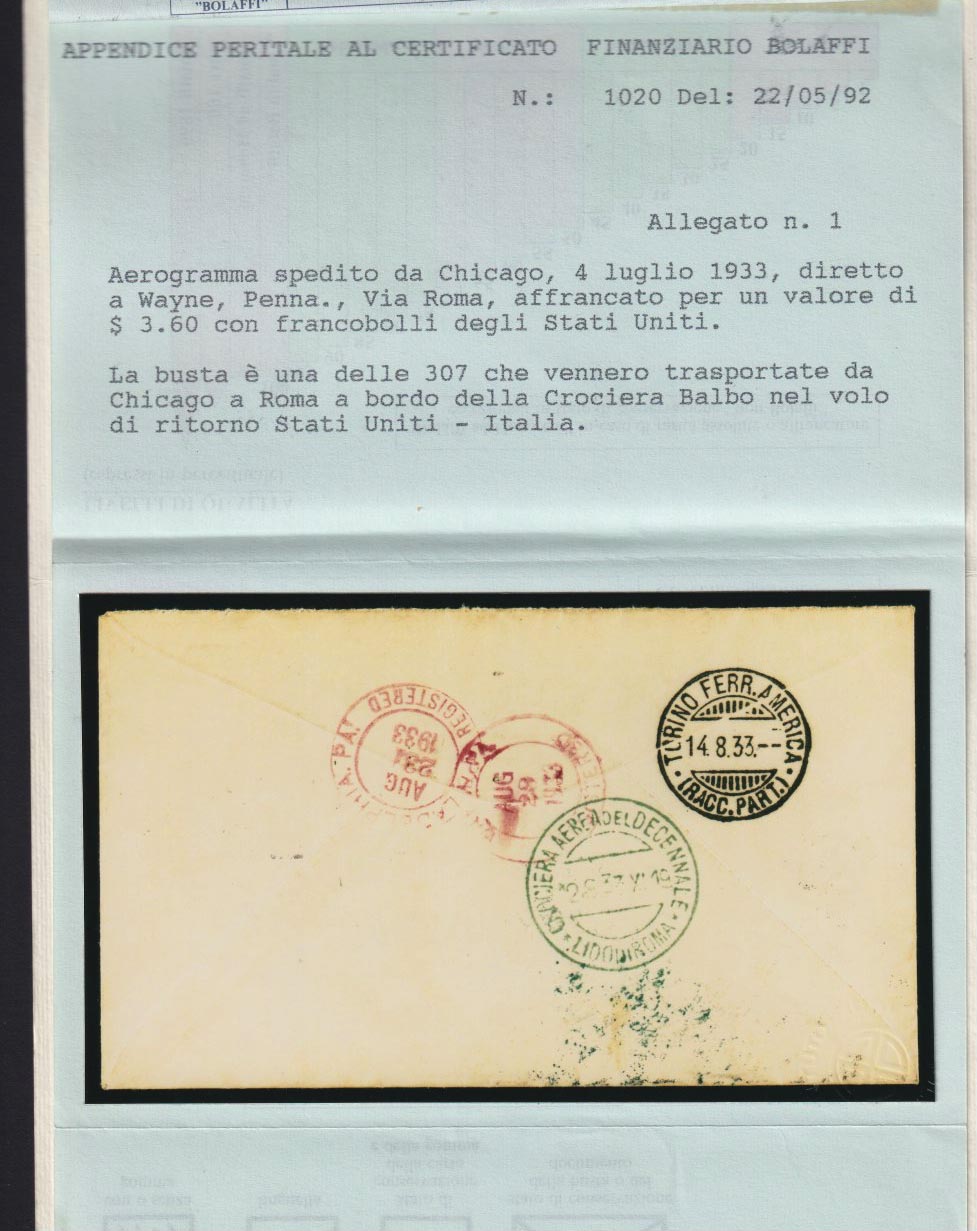 "BOLAFFI"
APPENDICE PERITALE AL CERTIFICATO FINANZIARIO BOLAFFI
N.: 1020 Del: 22/05/92
Allegato n. 1
Aerogramma spedito da Chicago, 4 luglio 1933, diretto
a Wayne, Penna., Via Roma, affrancato per un valore di
$ 3.60 con francobolli degli Stati Uniti.
La busta è una delle 307 che vennero trasportate da
Chicago a Roma a bordo della Crociera Balbo nel volo
di ritorno Stati Uniti - Italia.
REGISTERED
AUG
1933
PA.
AUG
29
1933
TORINO FERR. AMERICA
14.8.33.--
(RACC.PART.)
CROCIERA AEREA DEL DECENNALE
LIDO DI ROMA